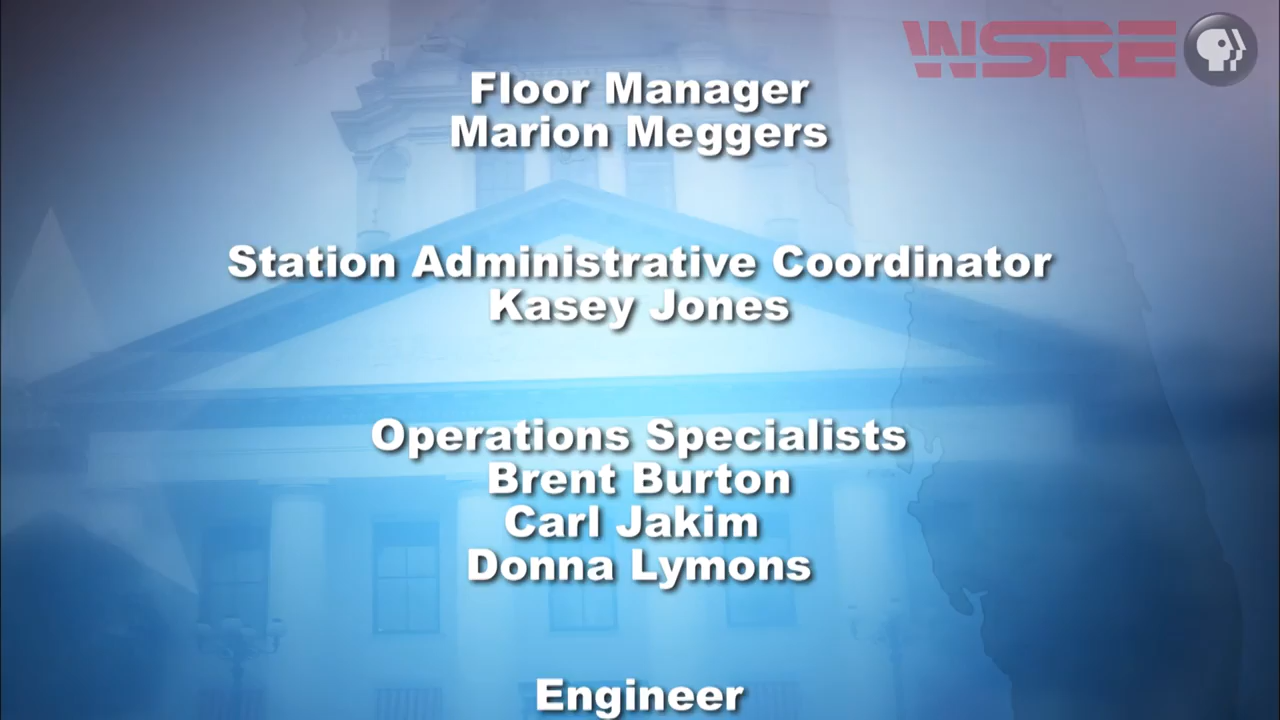 WSRE
Floor Manager
Marion Meggers
Station Administrative Coordinator
Kasey Jones
Operations Specialists
Brent Burton
Carl Jakim
Donna Lymons
Engineer